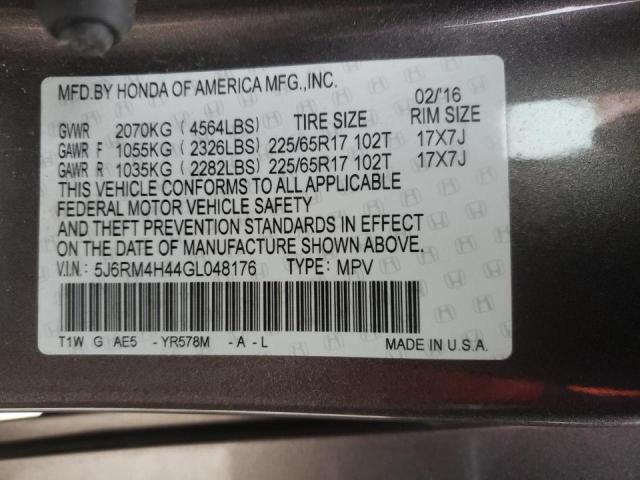 MFD.BY HONDA OF AMERICA MFG.,INC. 02/'16
GVWR 2070KG (4564LBS) TIRE SIZE RIM SIZE
GAWR F 1055KG (2326LBS) 225/65R17 102T 17X7J
GAWR R 1035KG (2282LBS) 225/65R17 102T 17X7J
THIS VEHICLE CONFORMS TO ALL APPLICABLE
FEDERAL MOTOR VEHICLE SAFETY
AND THEFT PREVENTION STANDARDS IN EFFECT
ON THE DATE OF MANUFACTURE SHOWN ABOVE.
V.I.N.: 5J6RM4H44GL048176 TYPE: MPV
T1W G AE5 - YR578M - A - L MADE IN U.S.A.